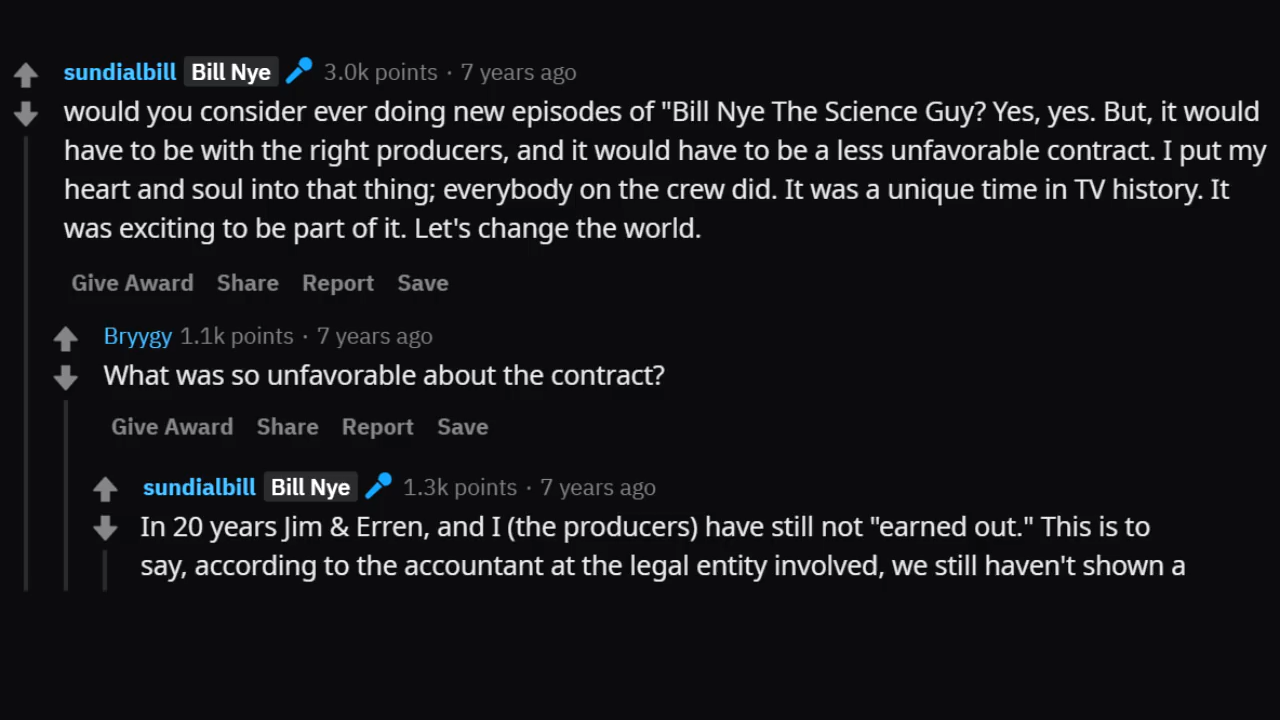 sundialbill Bill Nye 3.0k points · 7 years ago
would you consider ever doing new episodes of "Bill Nye The Science Guy? Yes, yes. But, it would
have to be with the right producers, and it would have to be a less unfavorable contract. I put my
heart and soul into that thing; everybody on the crew did. It was a unique time in TV history. It
was exciting to be part of it. Let's change the world.
Give Award Share Report Save
Bryygy 1.1k points · 7 years ago
What was so unfavorable about the contract?
Give Award Share Report Save
sundialbill Bill Nye 1.3k points · 7 years ago
In 20 years Jim & Erren, and I (the producers) have still not "earned out." This is to
say, according to the accountant at the legal entity involved, we still haven't shown a